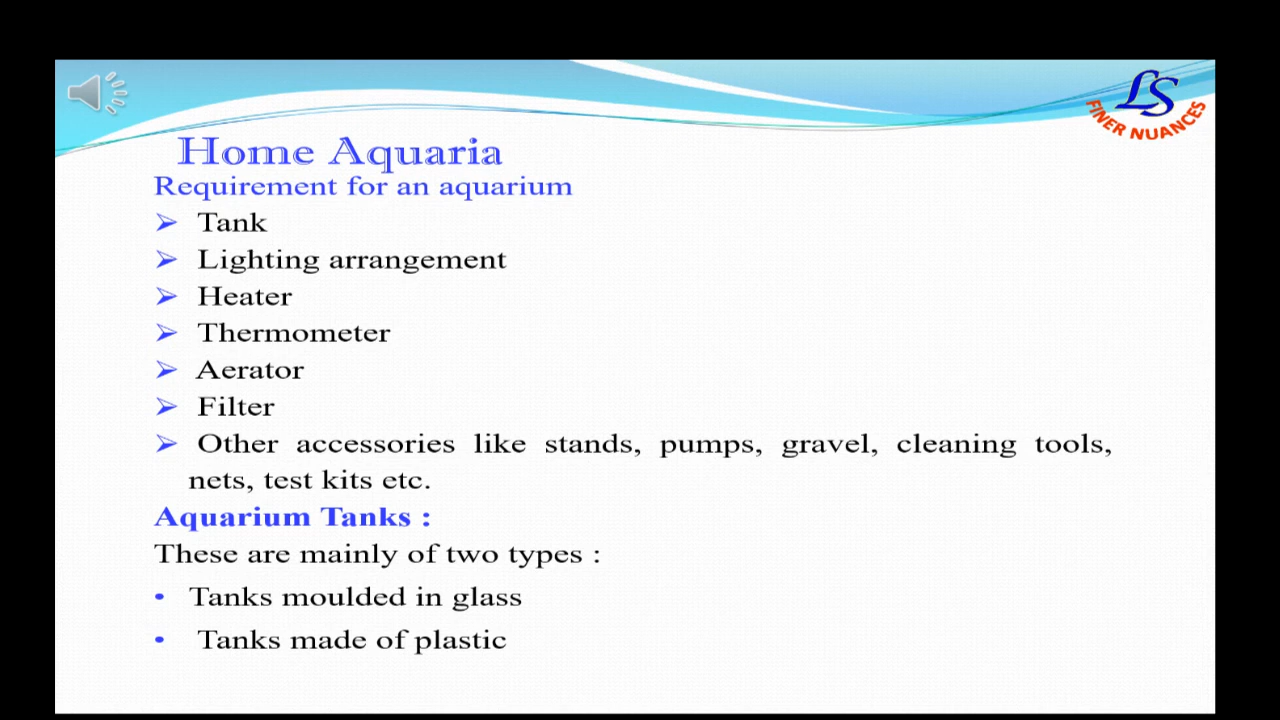 LS
FINER NUANCES
Home Aquaria
Requirement for an aquarium
➢ Tank
➢ Lighting arrangement
➢ Heater
➢ Thermometer
➢ Aerator
➢ Filter
➢ Other accessories like stands, pumps, gravel, cleaning tools,
nets, test kits etc.
Aquarium Tanks :
These are mainly of two types :
• Tanks moulded in glass
• Tanks made of plastic